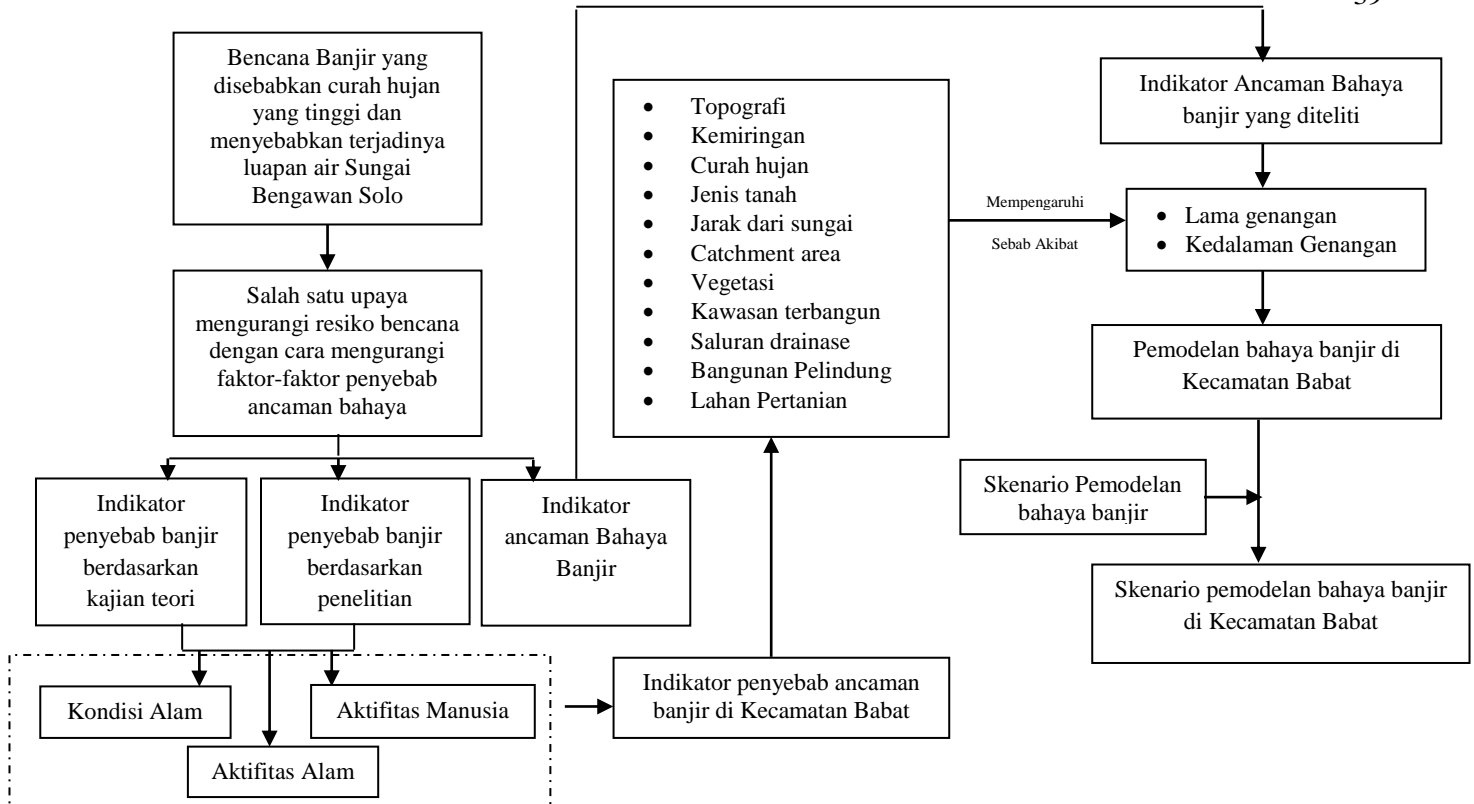 Bencana Banjir yang
disebabkan curah hujan
yang tinggi dan
menyebabkan terjadinya
luapan air Sungai
Bengawan Solo
Salah satu upaya
mengurangi resiko bencana
dengan cara mengurangi
faktor-faktor penyebab
ancaman bahaya
Indikator
penyebab banjir
berdasarkan
kajian teori
Indikator
penyebab banjir
berdasarkan
penelitian
Indikator
ancaman Bahaya
Banjir
Kondisi Alam
Aktifitas Manusia
Aktifitas Alam
Indikator penyebab ancaman
banjir di Kecamatan Babat
• Topografi
• Kemiringan
• Curah hujan
• Jenis tanah
• Jarak dari sungai
• Catchment area
• Vegetasi
• Kawasan terbangun
• Saluran drainase
• Bangunan Pelindung
• Lahan Pertanian
Mempengaruhi
Sebab Akibat
Indikator Ancaman Bahaya
banjir yang diteliti
• Lama genangan
• Kedalaman Genangan
Pemodelan bahaya banjir di
Kecamatan Babat
Skenario Pemodelan
bahaya banjir
Skenario pemodelan bahaya banjir
di Kecamatan Babat